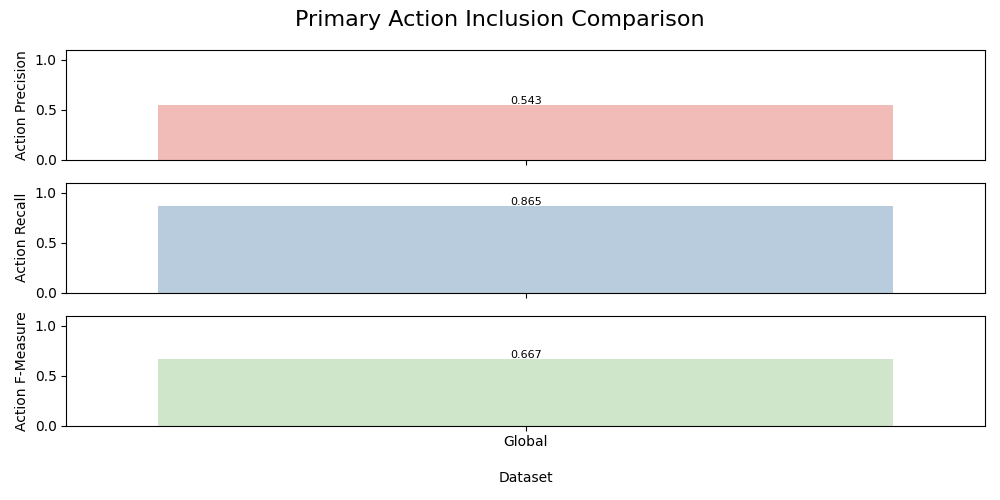 Primary Action Inclusion Comparison
Action Precision
1.0
0.5
0.0
0.543
Action Recall
1.0
0.5
0.0
0.865
Action F-Measure
1.0
0.5
0.0
0.667
Global
Dataset